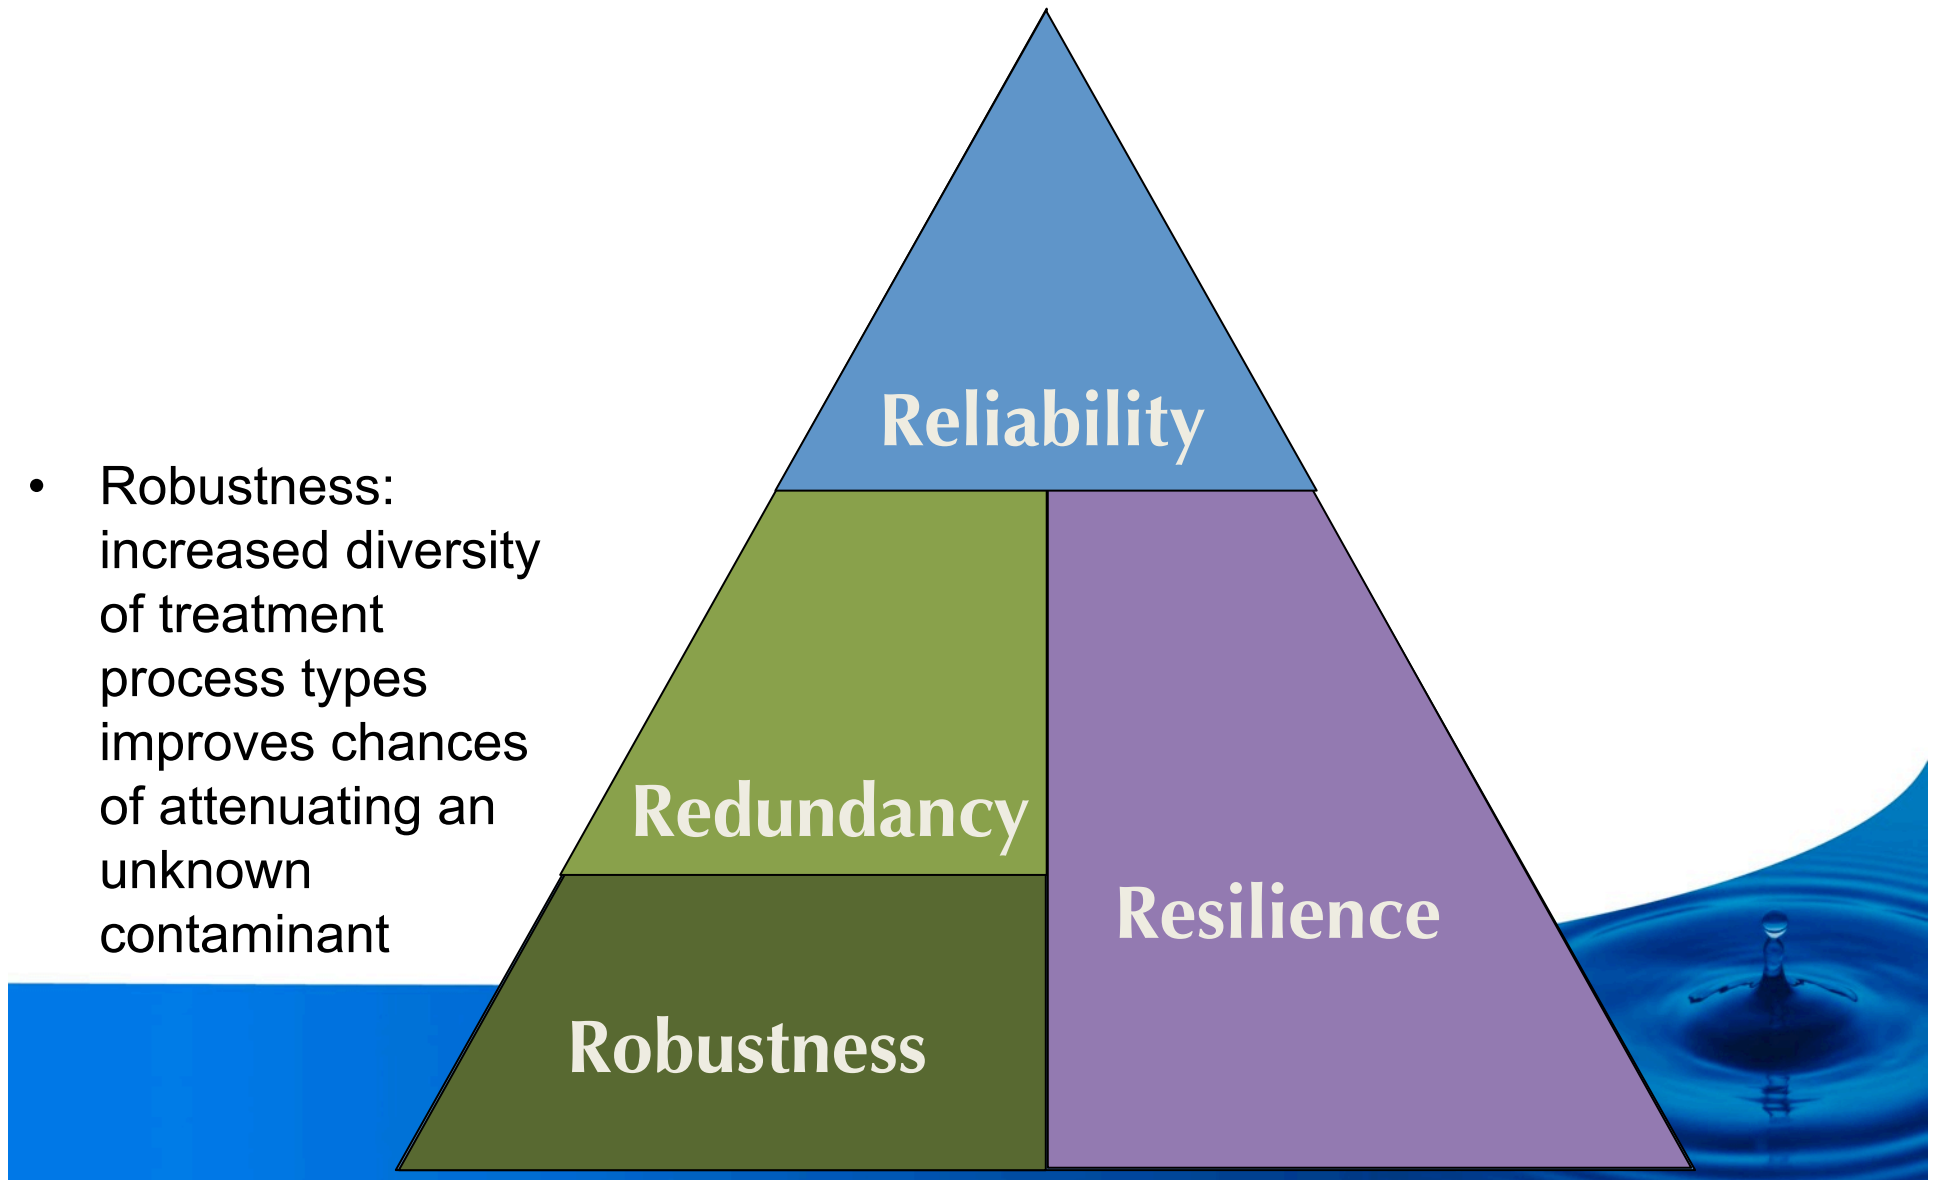 Reliability
• Robustness:
increased diversity
of treatment
process types
improves chances
of attenuating an
unknown
contaminant
Redundancy
Resilience
Robustness